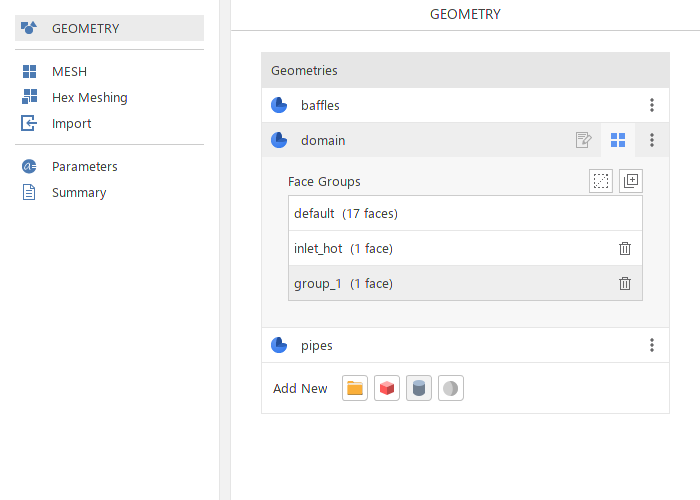 GEOMETRY
MESH
Hex Meshing
Import
a=
Parameters
Summary
GEOMETRY
Geometries
baffles
domain
Face Groups
default (17 faces)
inlet_hot (1 face)
group_1 (1 face)
pipes
Add New